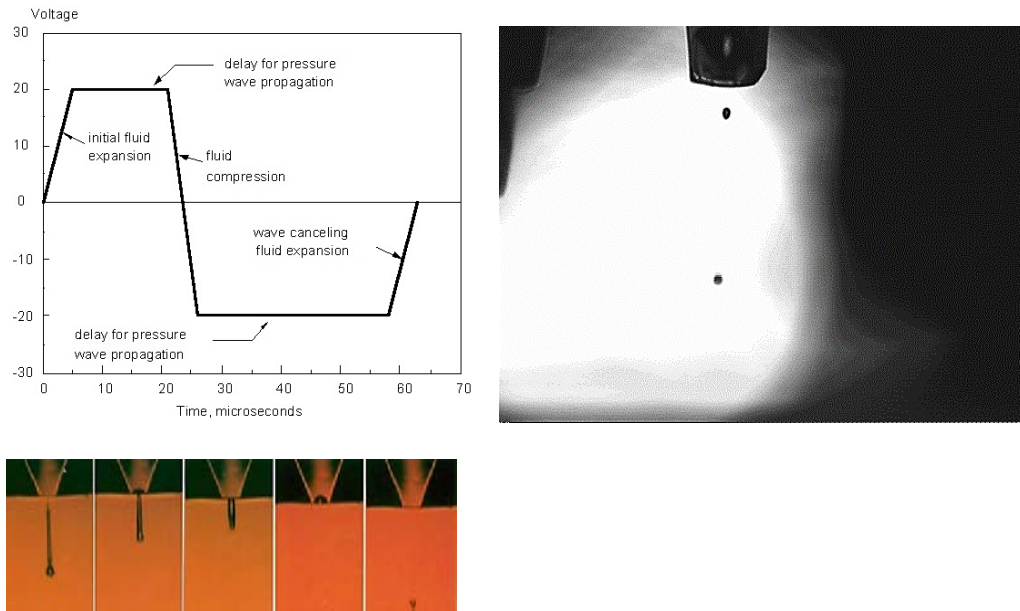 Voltage
30
20
10
0
-10
-20
-30
delay for pressure
wave propagation
initial fluid
expansion
fluid
compression
wave canceling
fluid expansion
delay for pressure
wave propagation
0
10
20
30
40
50
60
70
Time, microseconds